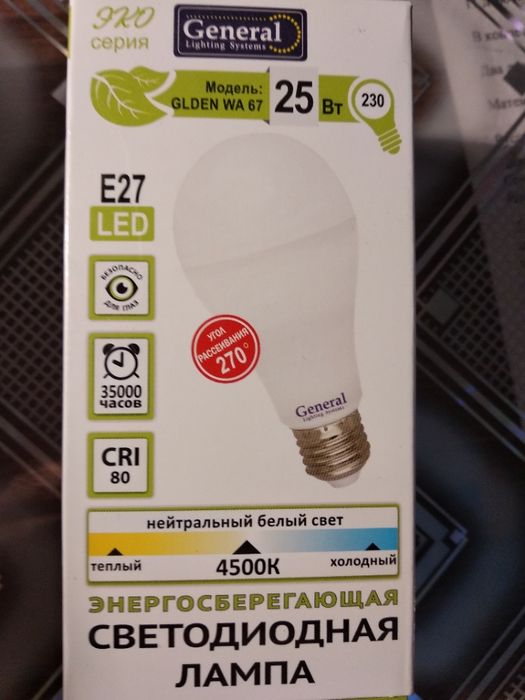 ЭКО
серия
General
Lighting Systems
Модель:
GLDEN WA 67
25 Вт
230
E27
LED
БЕЗОПАСНО
ДЛЯ ГЛАЗ
35000
часов
CRI
80
УГОЛ
РАССЕИВАНИЯ
270°
General
Lighting Systems
нейтральный белый свет
теплый
4500К
холодный
ЭНЕРГОСБЕРЕГАЮЩАЯ
СВЕТОДИОДНАЯ
ЛАМПА